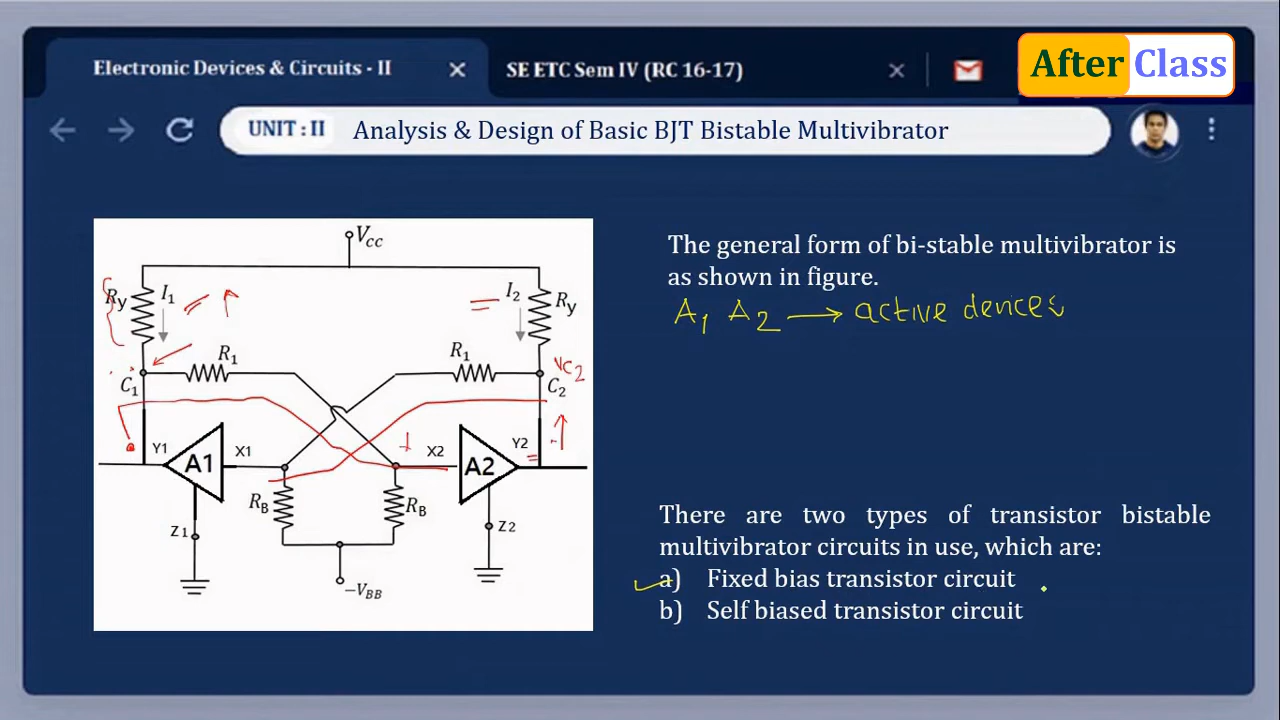 Electronic Devices & Circuits - II
SE ETC Sem IV (RC 16-17)
After Class
UNIT : II
Analysis & Design of Basic BJT Bistable Multivibrator
VCC
Ry I1
I2 Ry
R1
R1
C1
C2
VC2
Y1 A1 X1
X2 A2 Y2
RB
RB
Z1
Z2
−VBB
The general form of bi-stable multivibrator is
as shown in figure.
A1 A2 → active devices
There are two types of transistor bistable
multivibrator circuits in use, which are:
a) Fixed bias transistor circuit
b) Self biased transistor circuit